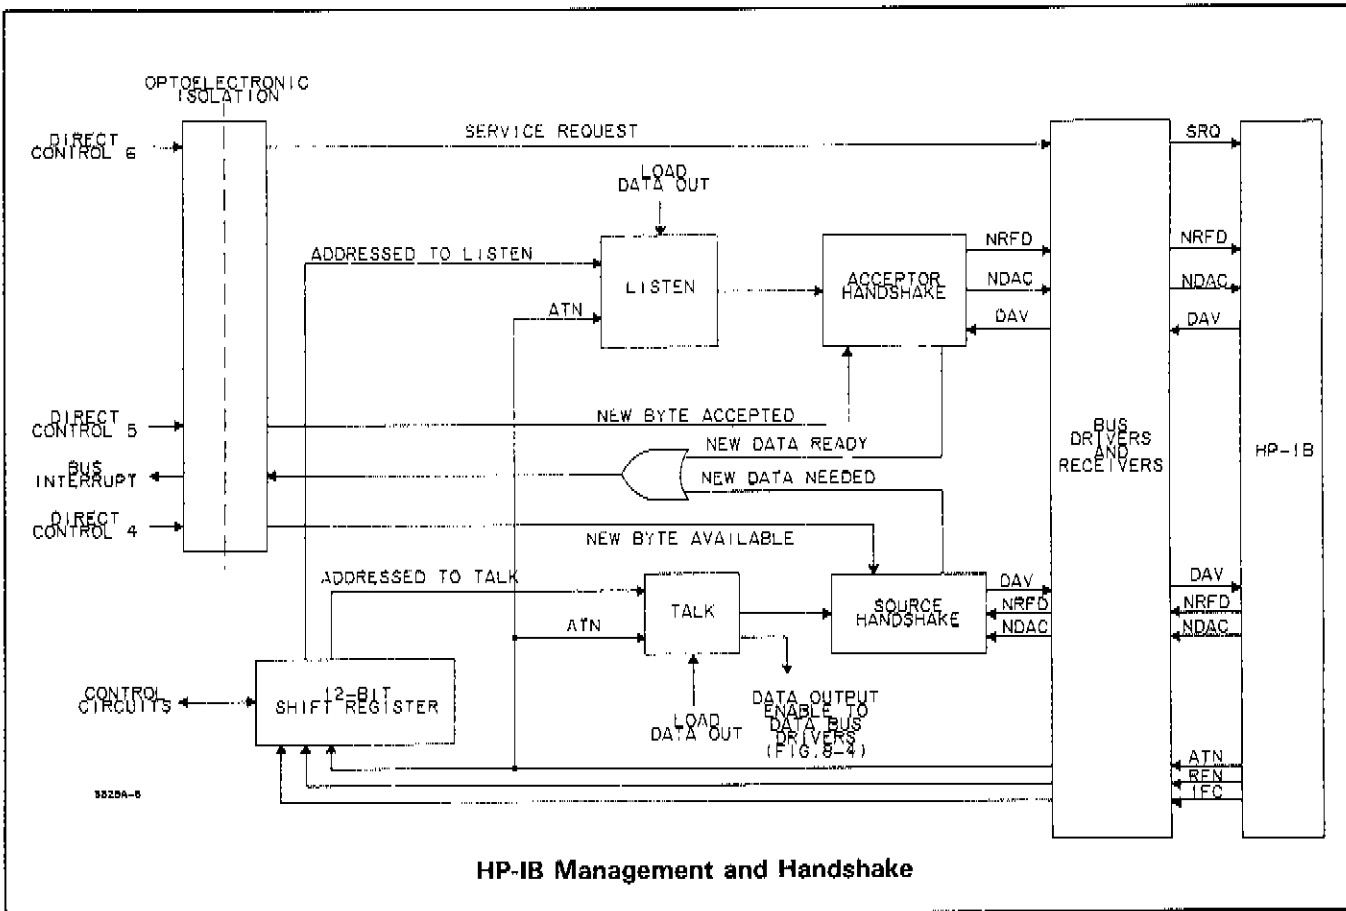 OPTOELECTRONIC
ISOLATION
DIRECT
CONTROL 6
SERVICE REQUEST
SRQ
LOAD
DATA OUT
ADDRESSED TO LISTEN
LISTEN
ATN
ACCEPTOR
HANDSHAKE
NRFD
NDAC
DAV
NRFD
NDAC
DAV
DIRECT
CONTROL 5
NEW BYTE ACCEPTED
NEW DATA READY
BUS
INTERRUPT
NEW DATA NEEDED
BUS
DRIVERS
AND
RECEIVERS
HP-IB
DIRECT
CONTROL 4
NEW BYTE AVAILABLE
ADDRESSED TO TALK
ATN
TALK
SOURCE
HANDSHAKE
DAV
NRFD
NDAC
DAV
NRFD
NDAC
CONTROL
CIRCUITS
12-BIT
SHIFT REGISTER
LOAD
DATA OUT
DATA OUTPUT
ENABLE TO
DATA BUS
DRIVERS
(FIG.8-4)
ATN
REN
IFC
HP-IB Management and Handshake